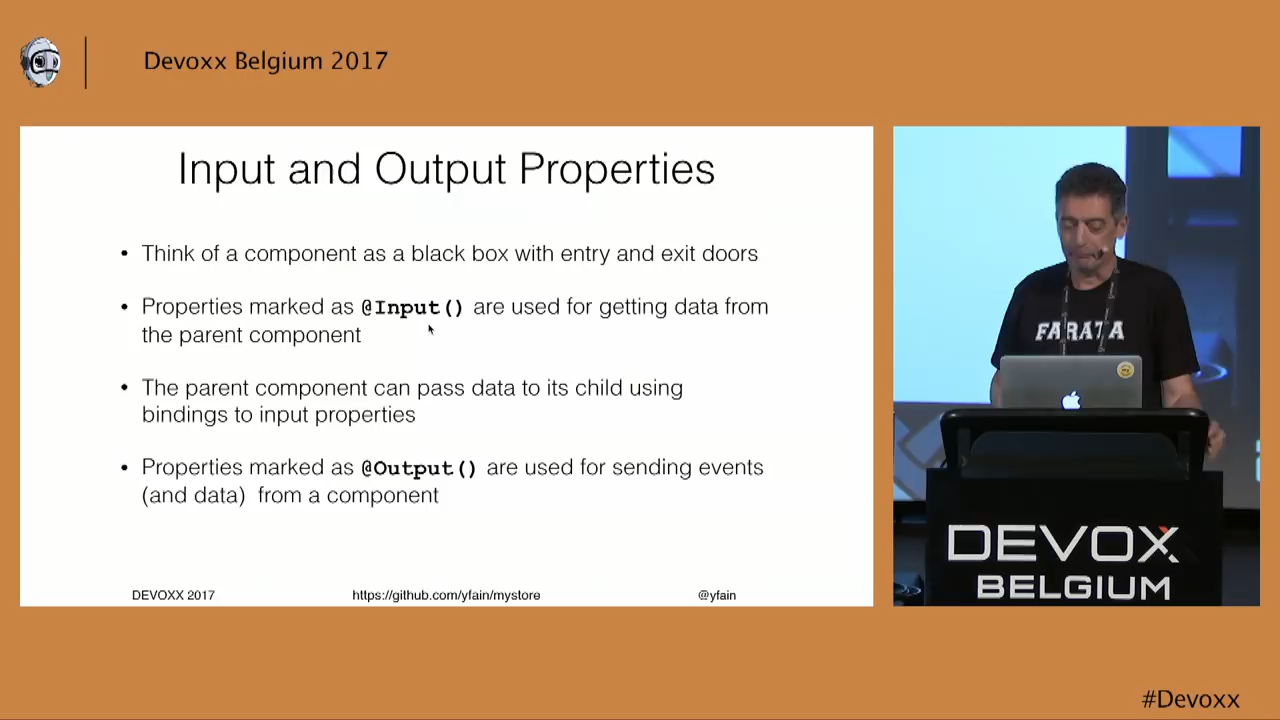 Devoxx Belgium 2017
Input and Output Properties
• Think of a component as a black box with entry and exit doors
• Properties marked as @Input() are used for getting data from
the parent component
• The parent component can pass data to its child using
bindings to input properties
• Properties marked as @Output() are used for sending events
(and data) from a component
DEVOXX 2017
https://github.com/yfain/mystore
@yfain
FARATA
DEVOXX
BELGIUM
#Devoxx